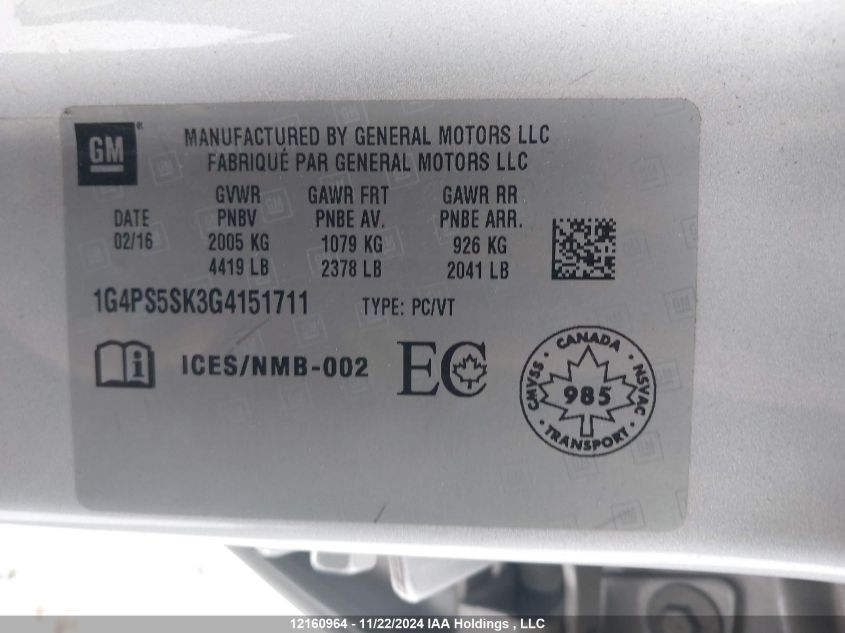 GM®
MANUFACTURED BY GENERAL MOTORS LLC
FABRIQUÉ PAR GENERAL MOTORS LLC
GVWR GAWR FRT GAWR RR
DATE PNBV PNBE AV. PNBE ARR.
02/16 2005 KG 1079 KG 926 KG
4419 LB 2378 LB 2041 LB
1G4PS5SK3G4151711 TYPE: PC/VT
ICES/NMB-002 EC
CANADA
CMVSS 985 NSVAC
TRANSPORT
12160964 - 11/22/2024 IAA Holdings , LLC